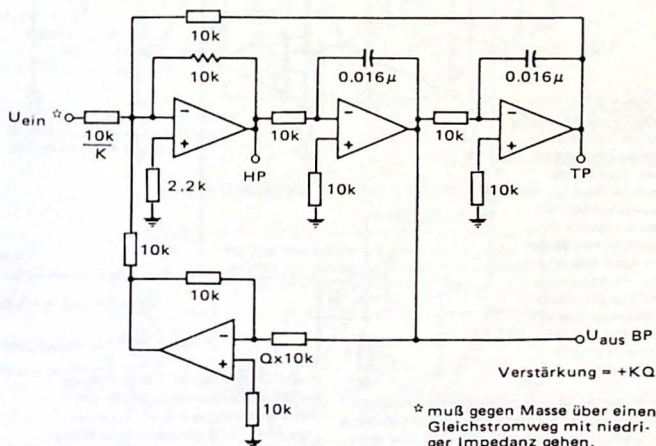 10k
10k
0.016μ
0.016μ
Uein ☆
10k
K
−
+
HP
10k
−
+
10k
−
+
TP
2,2k
10k
10k
10k
10k
−
+
Qx10k
Uaus BP
10k
Verstärkung = +KQ
☆ muß gegen Masse über einen
Gleichstromweg mit niedri-
ger Impedanz gehen.